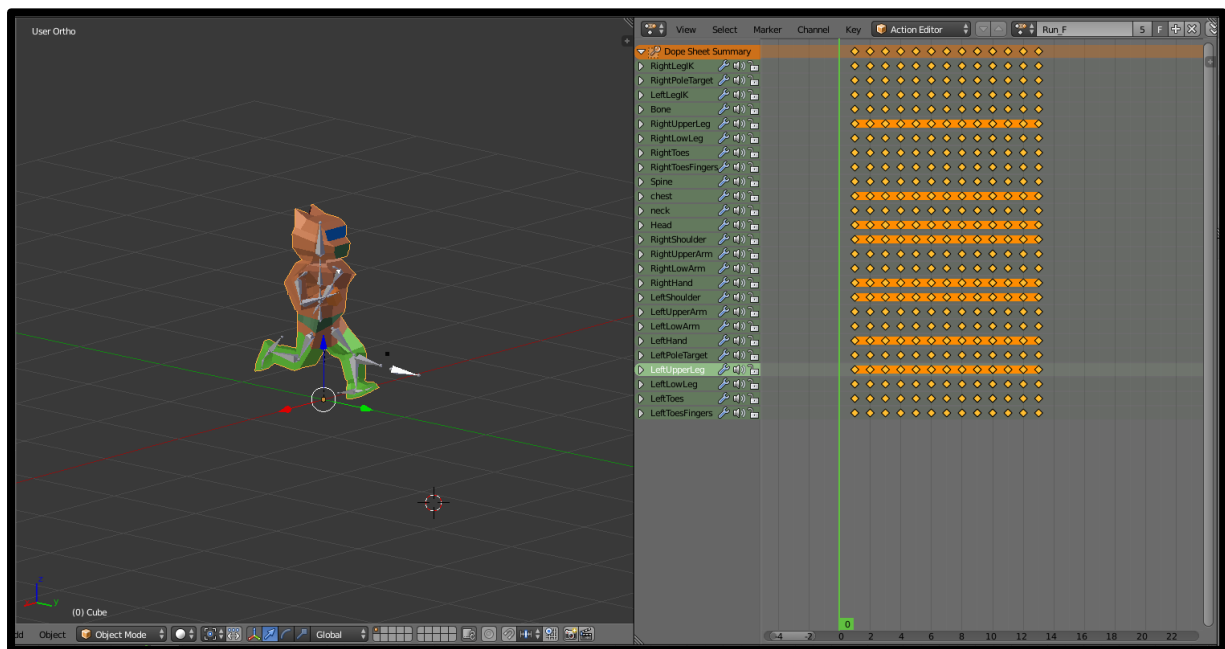 User Ortho
View Select Marker Channel Key Action Editor Run_F 5 F
Dope Sheet Summary
RightLegIK
RightPoleTarget
LeftLegIK
Bone
RightUpperLeg
RightLowLeg
RightToes
RightToesFingers
Spine
chest
neck
Head
RightShoulder
RightUpperArm
RightLowArm
RightHand
LeftShoulder
LeftUpperArm
LeftLowArm
LeftHand
LeftPoleTarget
LeftUpperLeg
LeftLowLeg
LeftToes
LeftToesFingers
z
y
(0) Cube
0
dd Object Object Mode Global
-4 -2 0 2 4 6 8 10 12 14 16 18 20 22